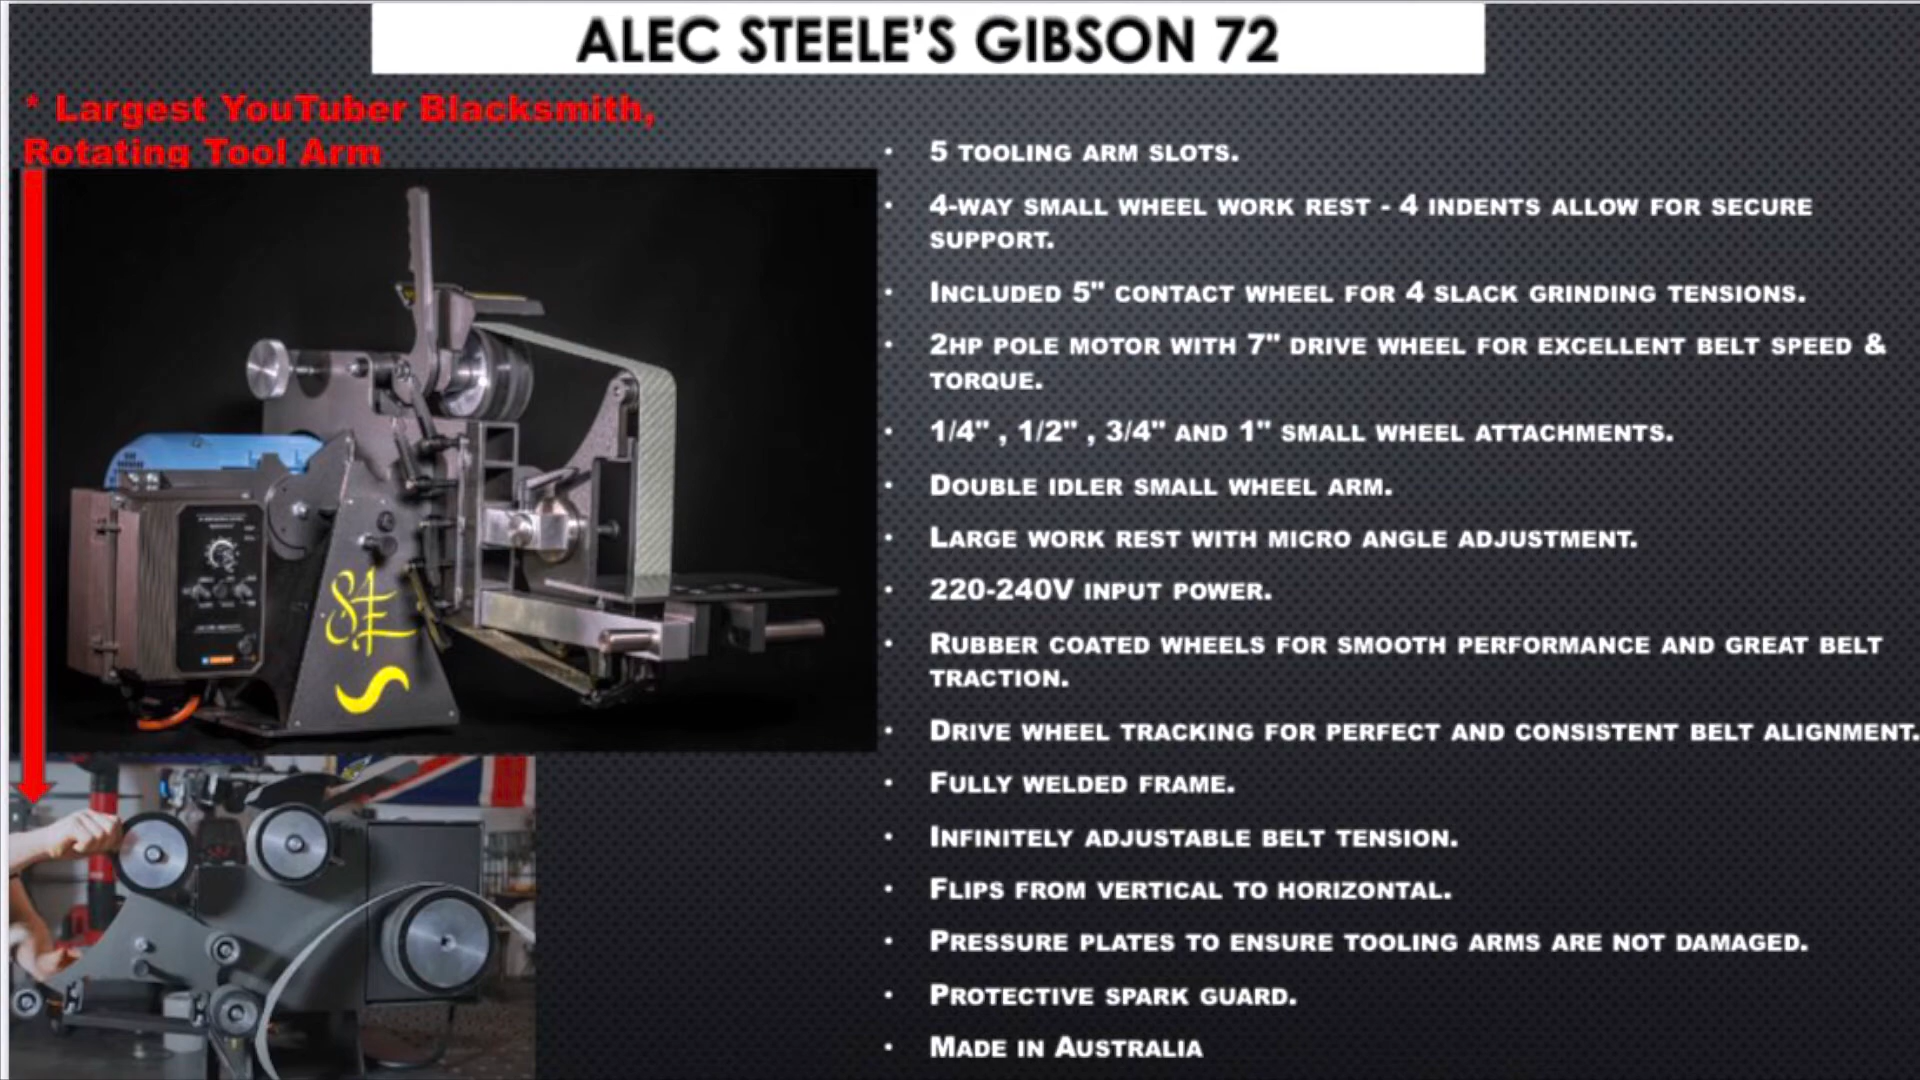 ALEC STEELE'S GIBSON 72
* Largest YouTuber Blacksmith,
Rotating Tool Arm
• 5 TOOLING ARM SLOTS.
• 4-WAY SMALL WHEEL WORK REST - 4 INDENTS ALLOW FOR SECURE
SUPPORT.
• INCLUDED 5" CONTACT WHEEL FOR 4 SLACK GRINDING TENSIONS.
• 2HP POLE MOTOR WITH 7" DRIVE WHEEL FOR EXCELLENT BELT SPEED &
TORQUE.
• 1/4" , 1/2" , 3/4" AND 1" SMALL WHEEL ATTACHMENTS.
• DOUBLE IDLER SMALL WHEEL ARM.
• LARGE WORK REST WITH MICRO ANGLE ADJUSTMENT.
• 220-240V INPUT POWER.
• RUBBER COATED WHEELS FOR SMOOTH PERFORMANCE AND GREAT BELT
TRACTION.
• DRIVE WHEEL TRACKING FOR PERFECT AND CONSISTENT BELT ALIGNMENT.
• FULLY WELDED FRAME.
• INFINITELY ADJUSTABLE BELT TENSION.
• FLIPS FROM VERTICAL TO HORIZONTAL.
• PRESSURE PLATES TO ENSURE TOOLING ARMS ARE NOT DAMAGED.
• PROTECTIVE SPARK GUARD.
• MADE IN AUSTRALIA